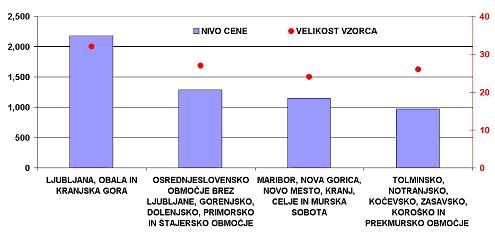 NIVO CENE
VELIKOST VZORCA
2,500
2,000
1,500
1,000
500
0
40
30
20
10
0
LJUBLJANA, OBALA IN
KRANJSKA GORA
OSREDNJESLOVENSKO
OBMOČJE BREZ
LJUBLJANE, GORENJSKO,
DOLENJSKO, PRIMORSKO
IN ŠTAJERSKO OBMOČJE
MARIBOR, NOVA GORICA,
NOVO MESTO, KRANJ,
CELJE IN MURSKA
SOBOTA
TOLMINSKO,
NOTRANJSKO,
KOČEVSKO, ZASAVSKO,
KOROŠKO IN
PREKMURSKO OBMOČJE